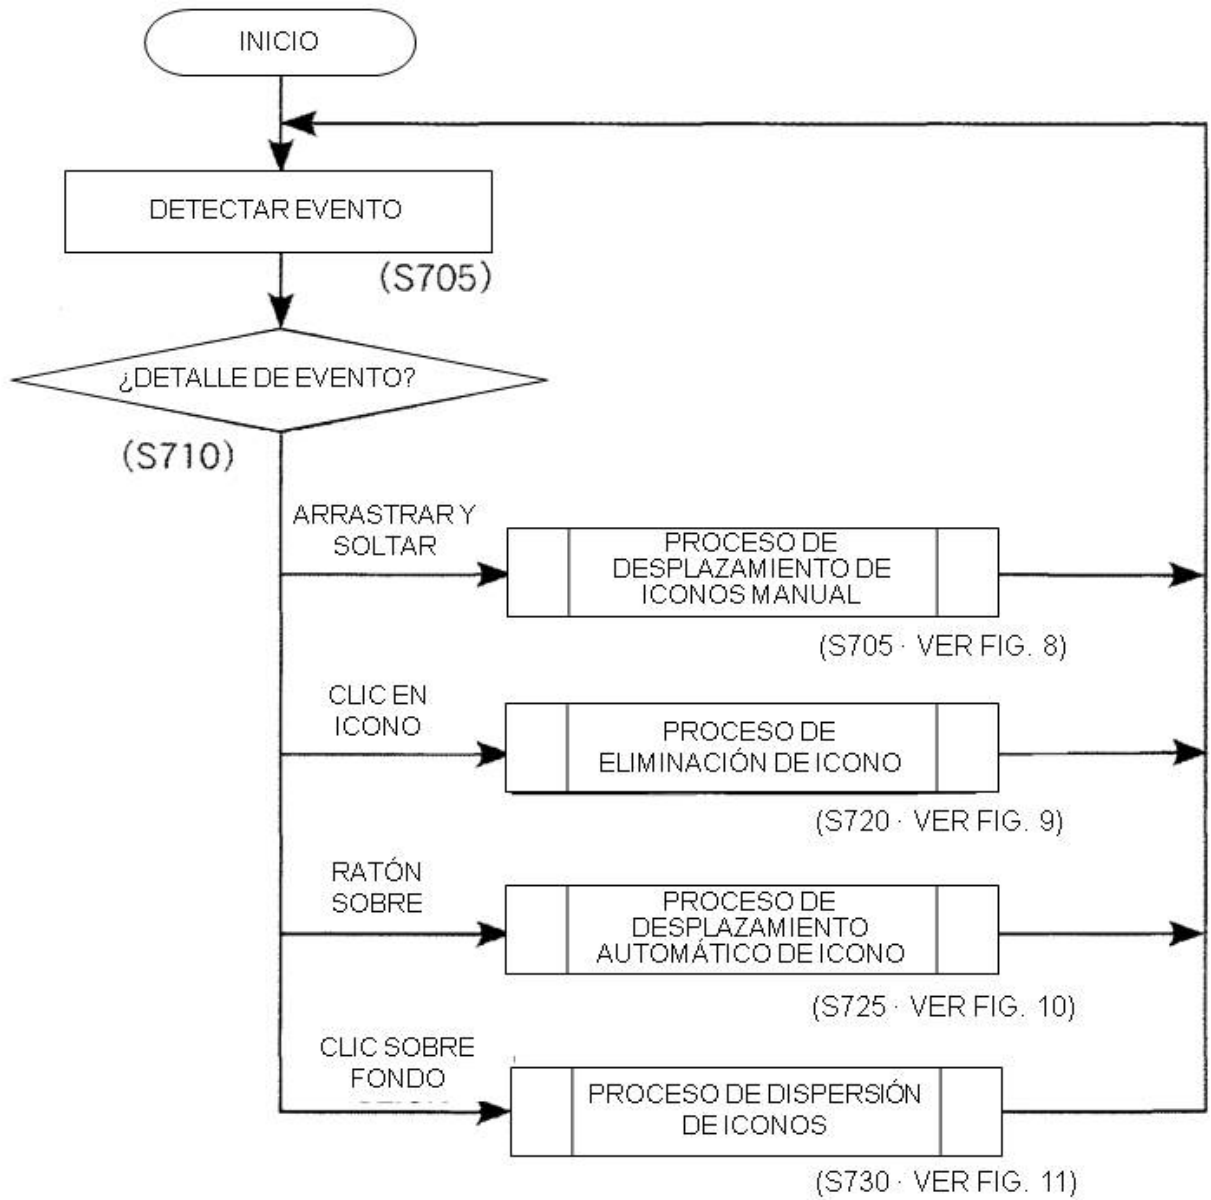 INICIO
DETECTAR EVENTO
(S705)
¿DETALLE DE EVENTO?
(S710)
ARRASTRAR Y
SOLTAR
PROCESO DE
DESPLAZAMIENTO DE
ICONOS MANUAL
(S705 · VER FIG. 8)
CLIC EN
ICONO
PROCESO DE
ELIMINACIÓN DE ICONO
(S720 · VER FIG. 9)
RATÓN
SOBRE
PROCESO DE
DESPLAZAMIENTO
AUTOMÁTICO DE ICONO
(S725 · VER FIG. 10)
CLIC SOBRE
FONDO
PROCESO DE DISPERSIÓN
DE ICONOS
(S730 · VER FIG. 11)